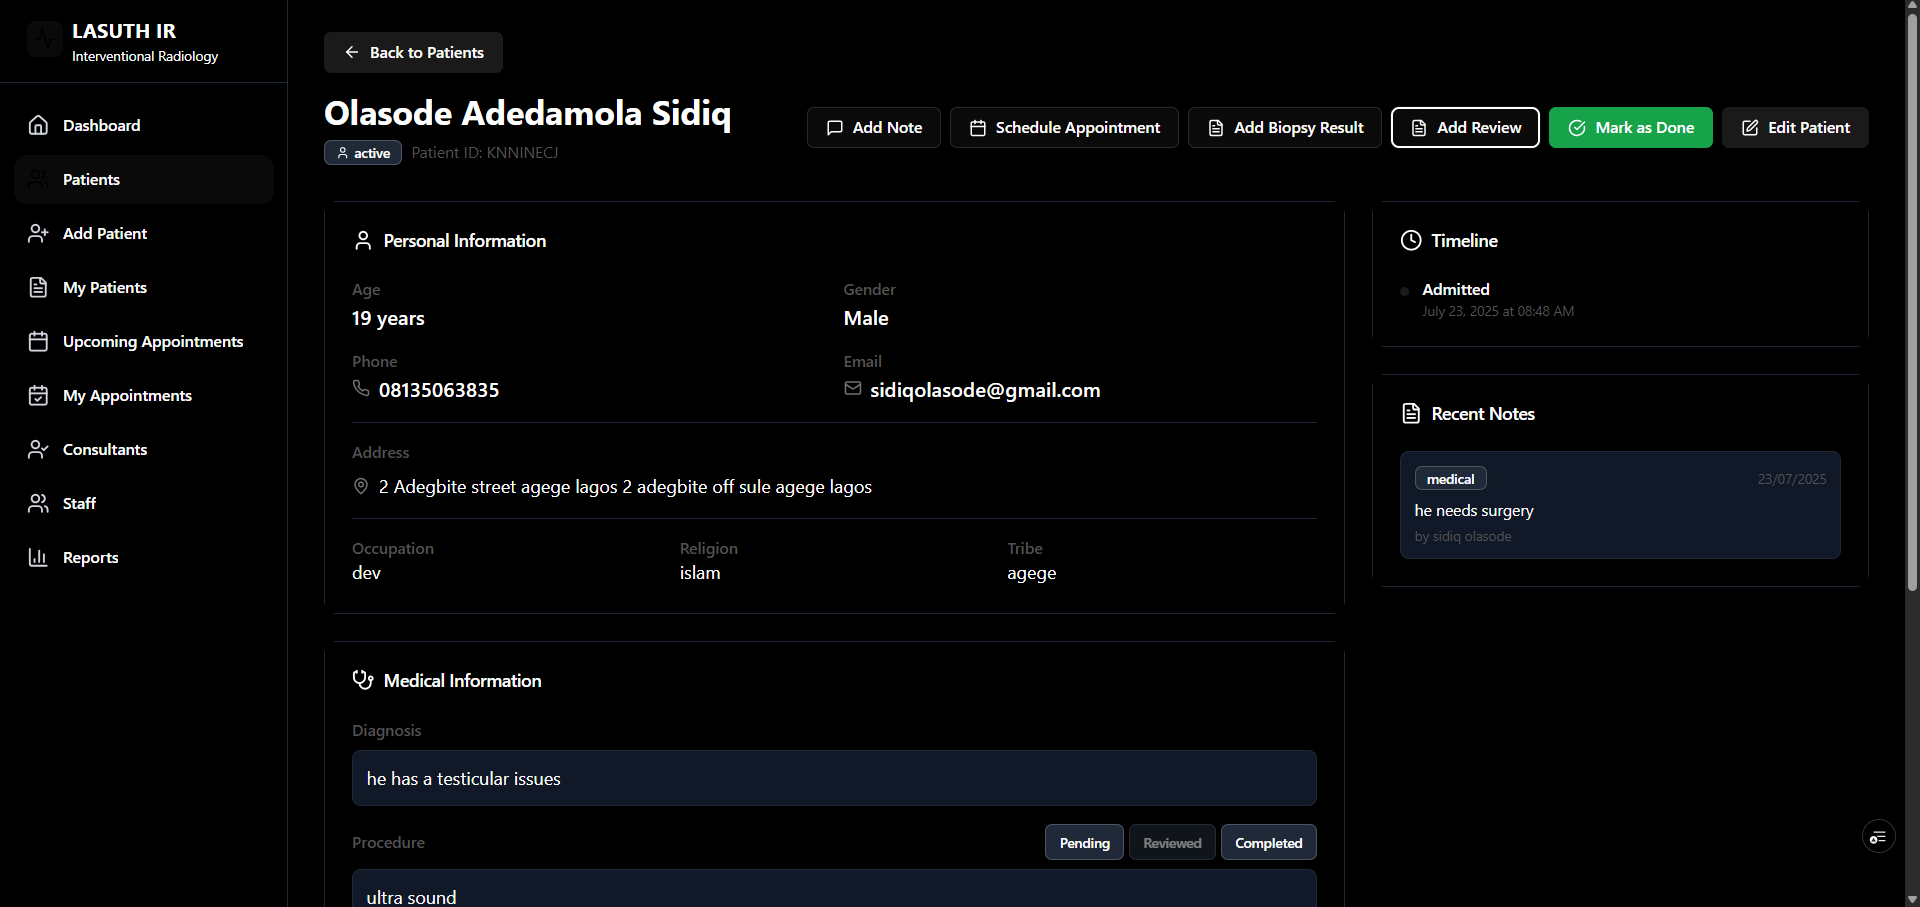 LASUTH IR
Interventional Radiology
Dashboard
Patients
Add Patient
My Patients
Upcoming Appointments
My Appointments
Consultants
Staff
Reports
Back to Patients
Olasode Adedamola Sidiq
active Patient ID: KNNINECJ
Add Note Schedule Appointment Add Biopsy Result Add Review Mark as Done Edit Patient
Personal Information
Age Gender
19 years Male
Phone Email
08135063835 sidiqolasode@gmail.com
Address
2 Adegbite street agege lagos 2 adegbite off sule agege lagos
Occupation Religion Tribe
dev islam agege
Medical Information
Diagnosis
he has a testicular issues
Procedure Pending Reviewed Completed
ultra sound
Timeline
Admitted
July 23, 2025 at 08:48 AM
Recent Notes
medical 23/07/2025
he needs surgery
by sidiq olasode